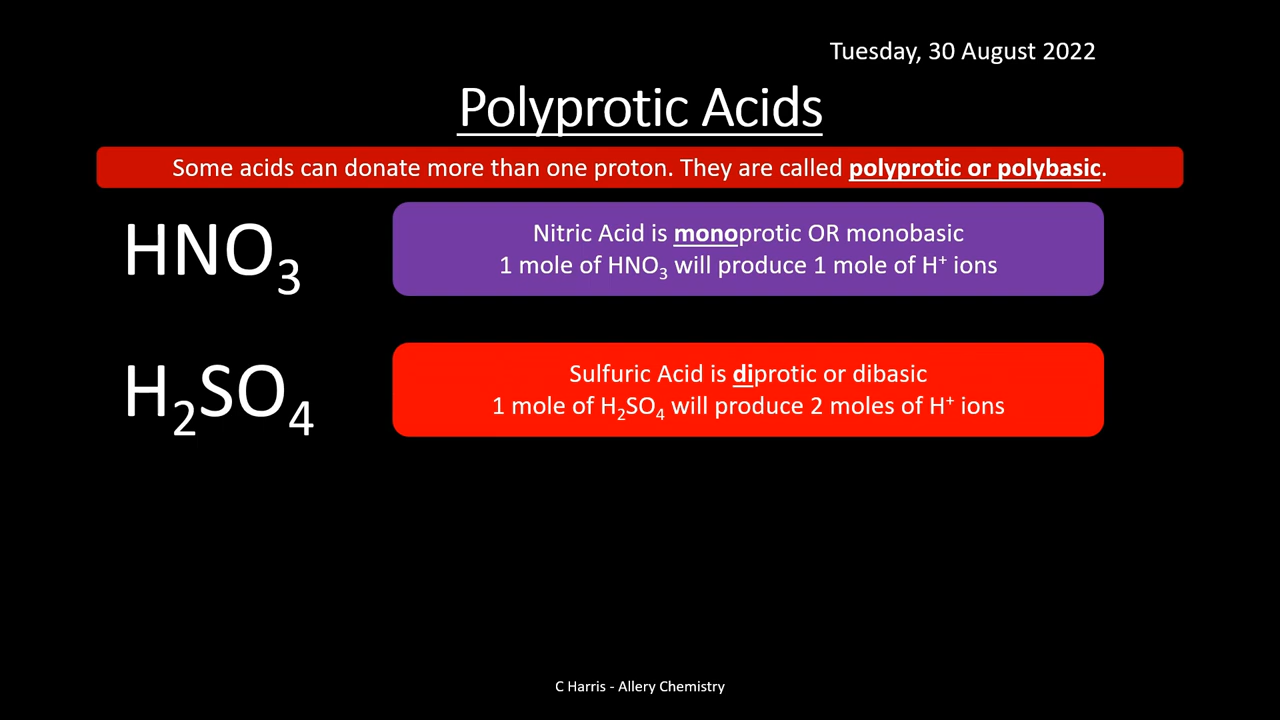 Tuesday, 30 August 2022
Polyprotic Acids
Some acids can donate more than one proton. They are called polyprotic or polybasic.
HNO₃
Nitric Acid is monoprotic OR monobasic
1 mole of HNO₃ will produce 1 mole of H⁺ ions
H₂SO₄
Sulfuric Acid is diprotic or dibasic
1 mole of H₂SO₄ will produce 2 moles of H⁺ ions
C Harris - Allery Chemistry